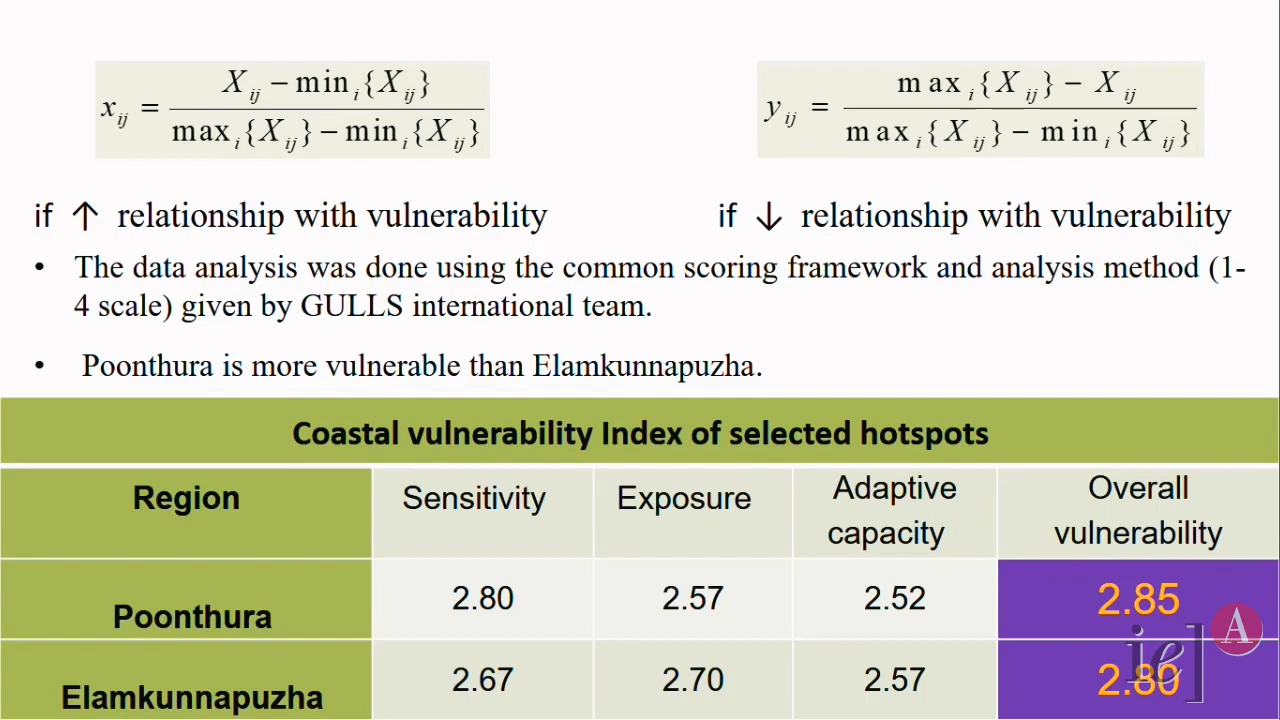 x_ij = (X_ij − min_i{X_ij}) / (max_i{X_ij} − min_i{X_ij})
y_ij = (max_i{X_ij} − X_ij) / (max_i{X_ij} − min_i{X_ij})
if ↑ relationship with vulnerability
if ↓ relationship with vulnerability
• The data analysis was done using the common scoring framework and analysis method (1-
4 scale) given by GULLS international team.
• Poonthura is more vulnerable than Elamkunnapuzha.
Coastal vulnerability Index of selected hotspots
Region Sensitivity Exposure Adaptive capacity Overall vulnerability
Poonthura 2.80 2.57 2.52 2.85
Elamkunnapuzha 2.67 2.70 2.57 2.80
ie] A